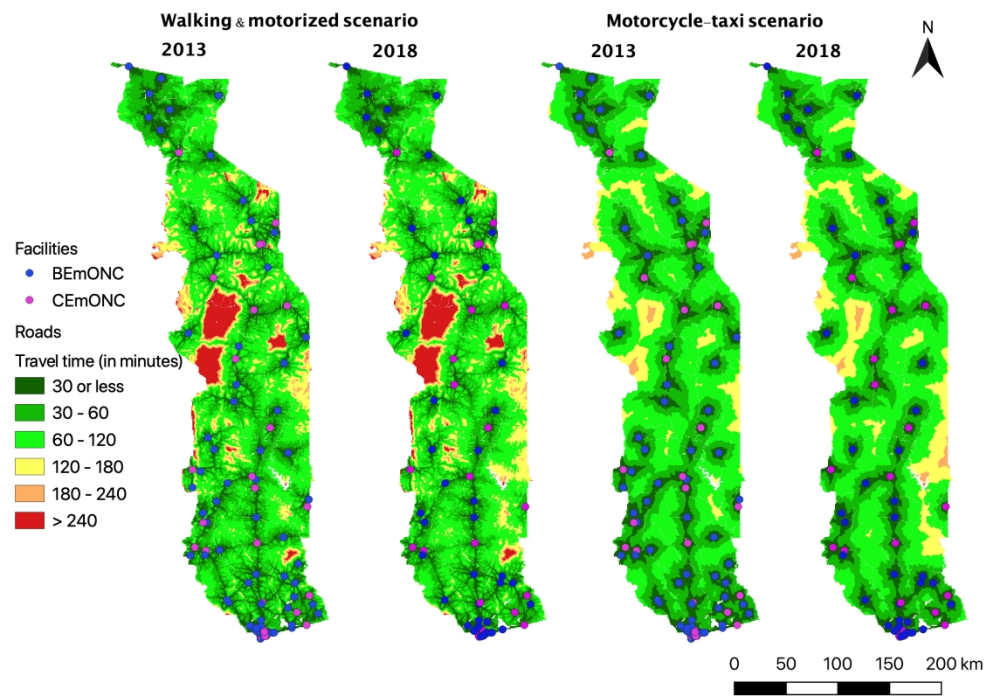 Walking & motorized scenario
Motorcycle-taxi scenario
2013
2018
2013
2018
N
Facilities
BEmONC
CEmONC
Roads
Travel time (in minutes)
30 or less
30 - 60
60 - 120
120 - 180
180 - 240
> 240
0 50 100 150 200 km